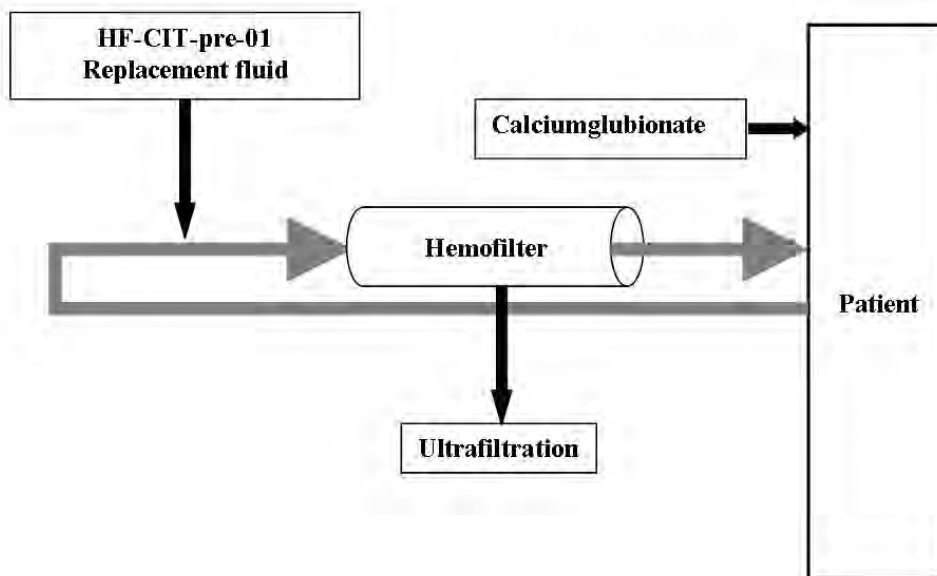 HF-CIT-pre-01
Replacement fluid
Calciumglubionate
Hemofilter
Patient
Ultrafiltration